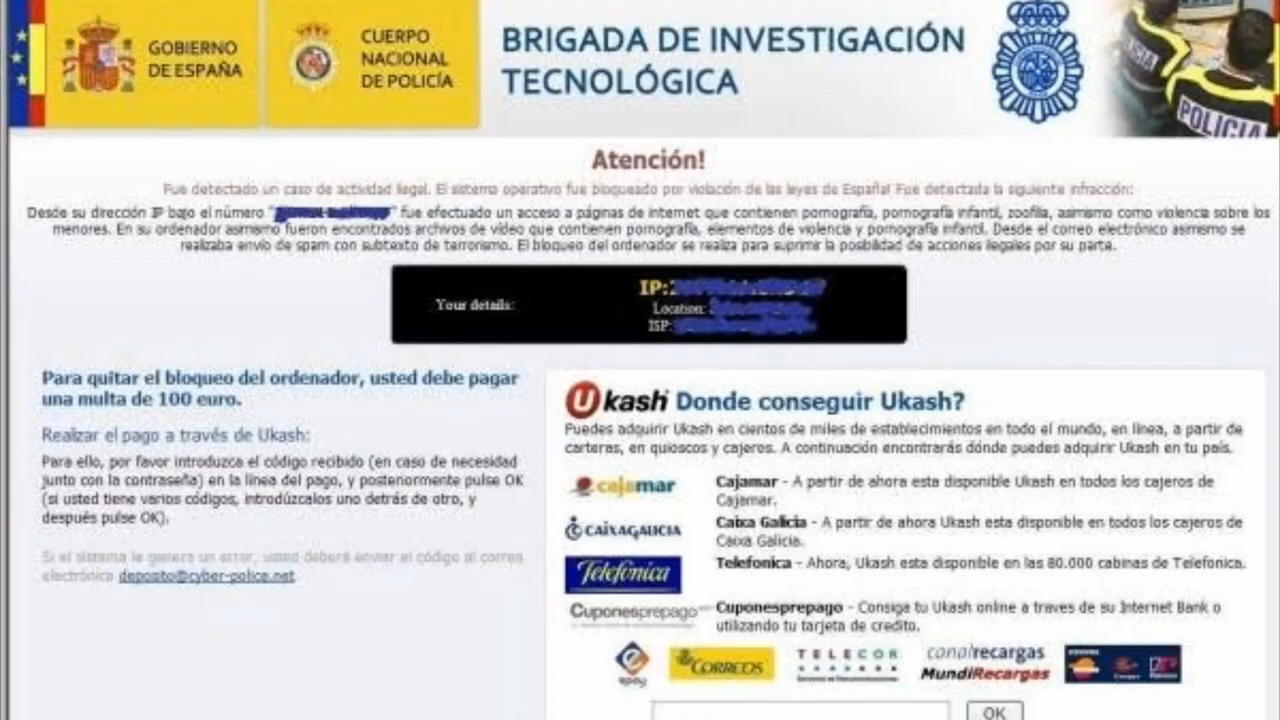 GOBIERNO
DE ESPAÑA
CUERPO
NACIONAL
DE POLICÍA
BRIGADA DE INVESTIGACIÓN
TECNOLÓGICA
POLICIA
Atención!
Fue detectado un caso de actividad ilegal. El sistema operativo fue bloqueado por violación de las leyes de España! Fue detectada la siguiente infracción:
Desde su dirección IP bajo el número " " fue efectuado un acceso a páginas de internet que contienen pornografía, pornografía infantil, zoofilia, asimismo como violencia sobre los
menores. En su ordenador asimismo fueron encontrados archivos de vídeo que contienen pornografía, elementos de violencia y pornografía infantil. Desde el correo electrónico asimismo se
realizaba envío de spam con subtexto de terrorismo. El bloqueo del ordenador se realiza para suprimir la posibilidad de acciones ilegales por su parte.
Your details:
IP:
Location:
ISP:
Para quitar el bloqueo del ordenador, usted debe pagar
una multa de 100 euro.
Realizar el pago a través de Ukash:
Para ello, por favor introduzca el código recibido (en caso de necesidad
junto con la contraseña) en la línea del pago, y posteriormente pulse OK
(si usted tiene varios códigos, introdúzcalos uno detrás de otro, y
después pulse OK).
Si el sistema le genera un error, usted deberá enviar el código al correo
electrónico deposito@cyber-police.net
Ukash Donde conseguir Ukash?
Puedes adquirir Ukash en cientos de miles de establecimientos en todo el mundo, en línea, a partir de
carteras, en quioscos y cajeros. A continuación encontrarás dónde puedes adquirir Ukash en tu país.
cajamar
Cajamar - A partir de ahora esta disponible Ukash en todos los cajeros de
Cajamar.
CAIXAGALICIA
Caixa Galicia - A partir de ahora Ukash esta disponible en todos los cajeros de
Caixa Galicia.
Telefónica
Telefonica - Ahora, Ukash esta disponible en las 80.000 cabinas de Telefonica.
Cuponesprepago
Cuponesprepago - Consiga tu Ukash online a traves de su Internet Bank o
utilizando tu tarjeta de credito.
epay
CORREOS
TELECOR
canalrecargas
MundiRecargas
OK